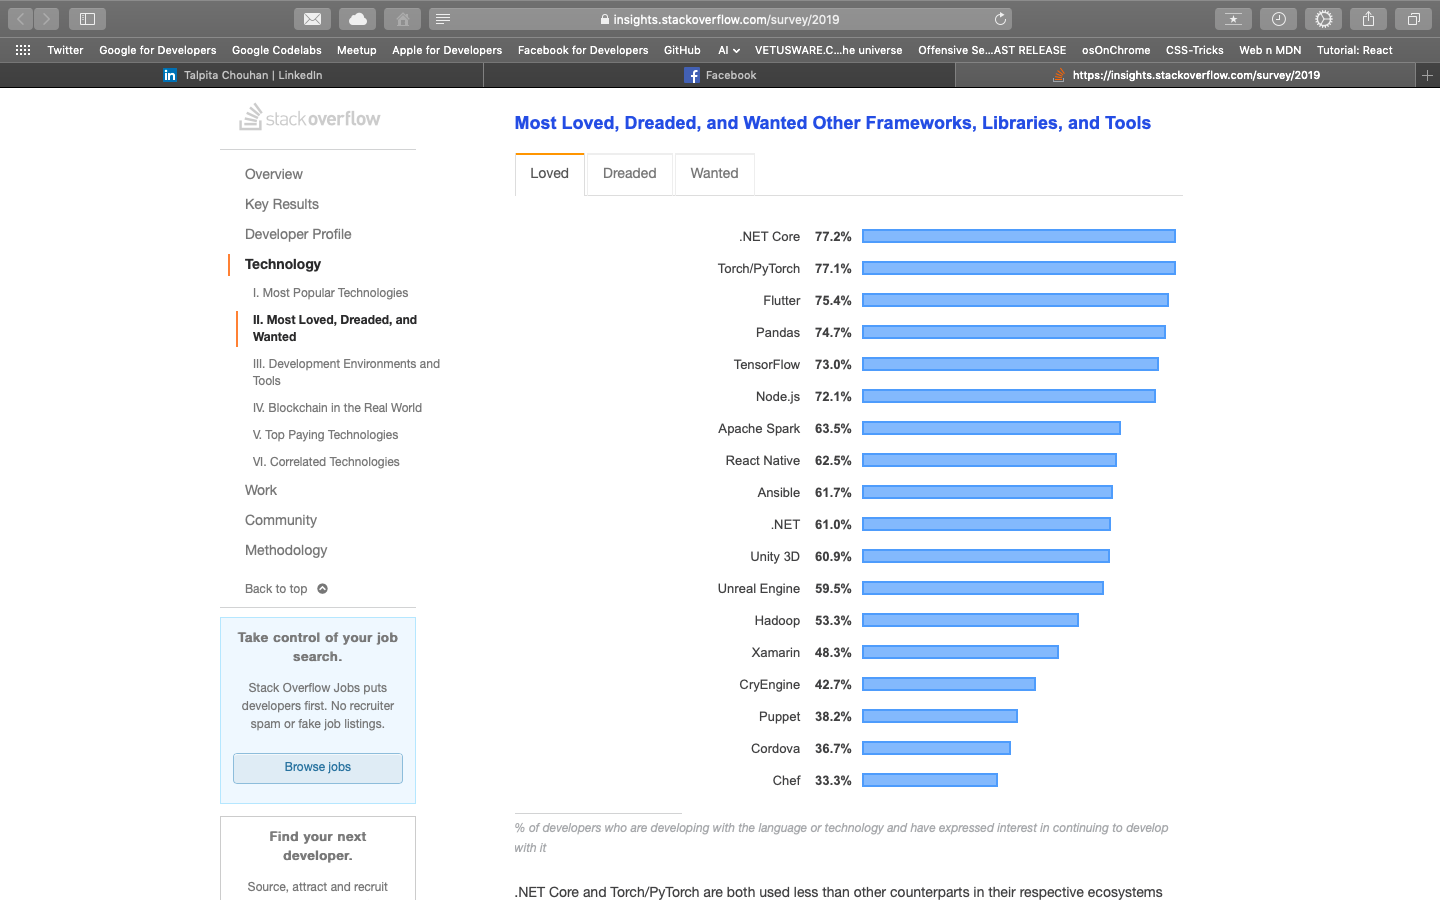 insights.stackoverflow.com/survey/2019
Twitter Google for Developers Google Codelabs Meetup Apple for Developers Facebook for Developers GitHub AI VETUSWARE.C...he universe Offensive Se...AST RELEASE osOnChrome CSS-Tricks Web n MDN Tutorial: React
Talpita Chouhan | LinkedIn
Facebook
https://insights.stackoverflow.com/survey/2019
stackoverflow
Overview
Key Results
Developer Profile
Technology
I. Most Popular Technologies
II. Most Loved, Dreaded, and
Wanted
III. Development Environments and
Tools
IV. Blockchain in the Real World
V. Top Paying Technologies
VI. Correlated Technologies
Work
Community
Methodology
Back to top
Take control of your job
search.
Stack Overflow Jobs puts
developers first. No recruiter
spam or fake job listings.
Browse jobs
Find your next
developer.
Source, attract and recruit
Most Loved, Dreaded, and Wanted Other Frameworks, Libraries, and Tools
Loved Dreaded Wanted
.NET Core 77.2%
Torch/PyTorch 77.1%
Flutter 75.4%
Pandas 74.7%
TensorFlow 73.0%
Node.js 72.1%
Apache Spark 63.5%
React Native 62.5%
Ansible 61.7%
.NET 61.0%
Unity 3D 60.9%
Unreal Engine 59.5%
Hadoop 53.3%
Xamarin 48.3%
CryEngine 42.7%
Puppet 38.2%
Cordova 36.7%
Chef 33.3%
% of developers who are developing with the language or technology and have expressed interest in continuing to develop
with it
.NET Core and Torch/PyTorch are both used less than other counterparts in their respective ecosystems